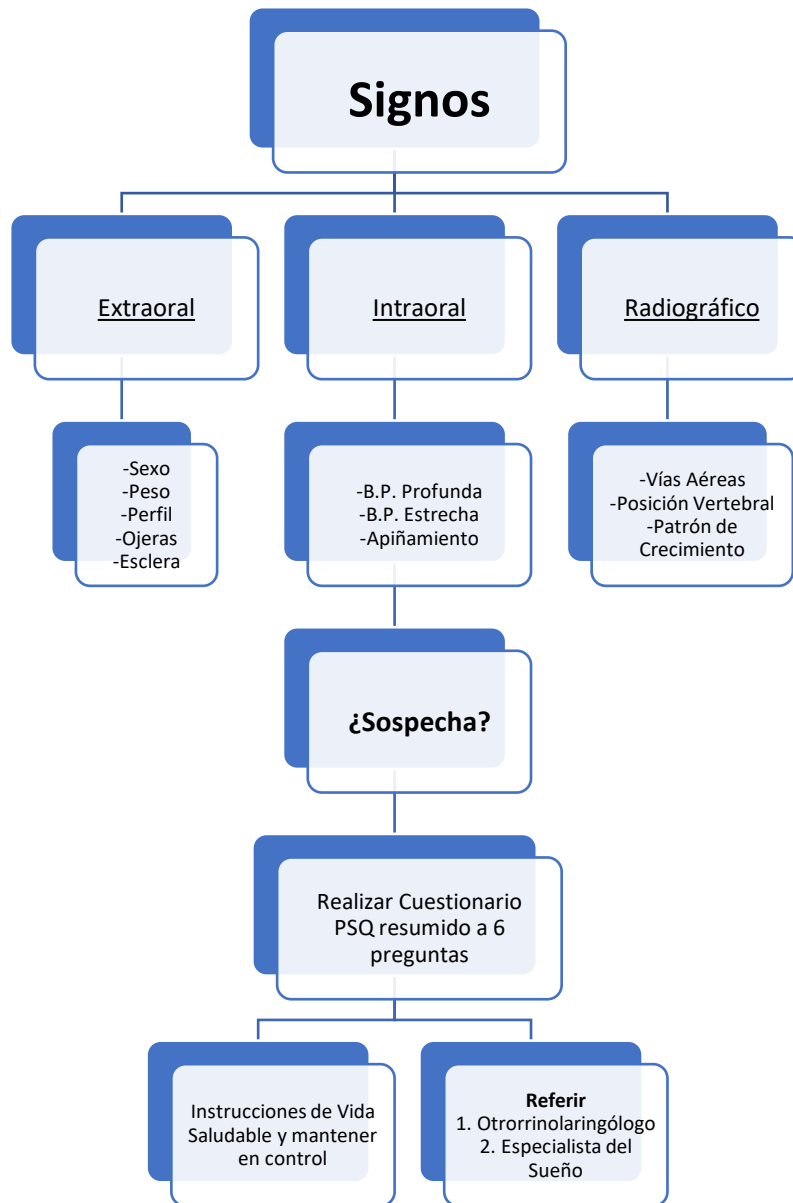 Signos
Extraoral
Intraoral
Radiográfico
-Sexo
-Peso
-Perfil
-Ojeras
-Esclera
-B.P. Profunda
-B.P. Estrecha
-Apiñamiento
-Vías Aéreas
-Posición Vertebral
-Patrón de
Crecimiento
¿Sospecha?
Realizar Cuestionario
PSQ resumido a 6
preguntas
Instrucciones de Vida
Saludable y mantener
en control
Referir
1. Otrorrinolaringólogo
2. Especialista del
Sueño